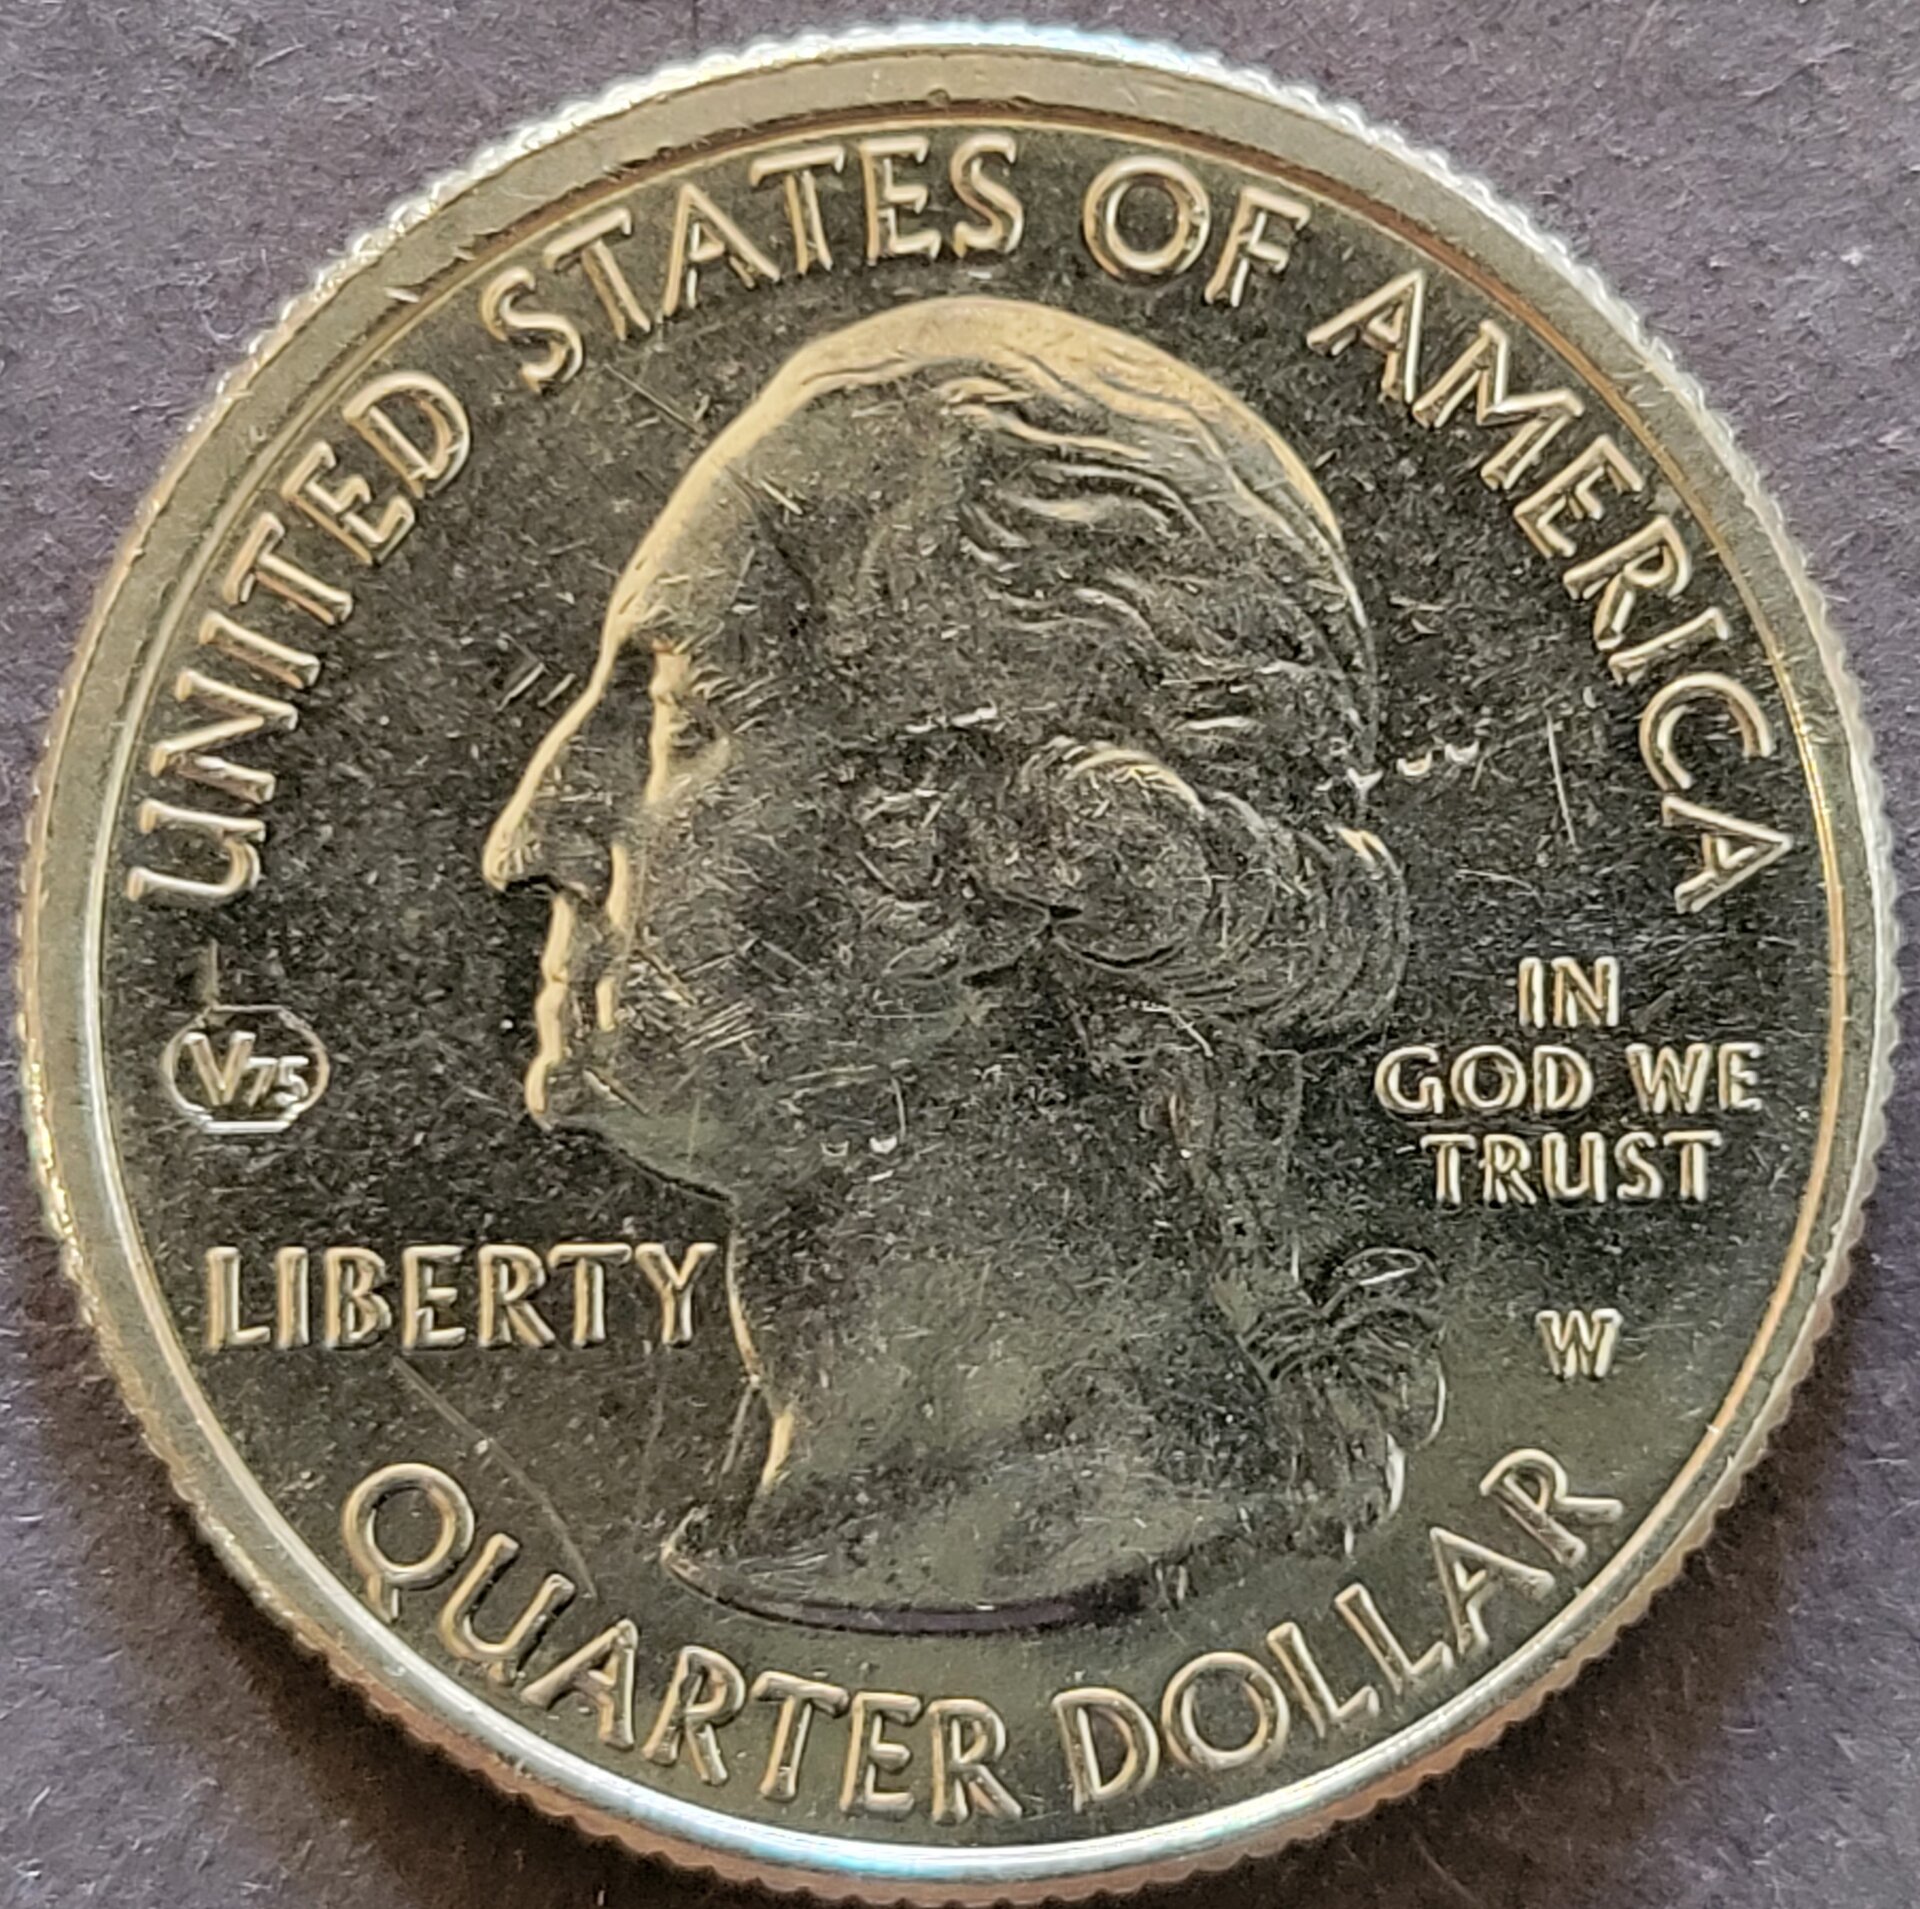 UNITED STATES OF AMERICA
V75
IN
GOD WE
TRUST
LIBERTY
W
QUARTER DOLLAR